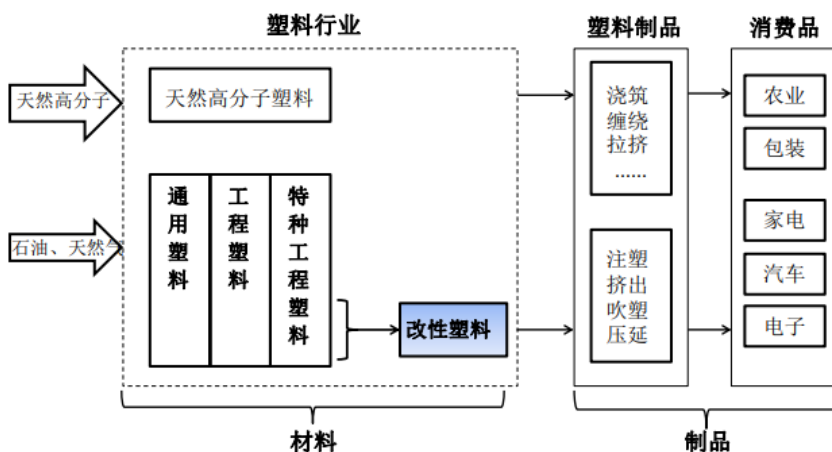 塑料行业
塑料制品
消费品
天然高分子
天然高分子塑料
石油、天然气
通用塑料
工程塑料
特种工程塑料
改性塑料
浇筑
缠绕
拉挤
......
注塑
挤出
吹塑
压延
农业
包装
家电
汽车
电子
材料
制品